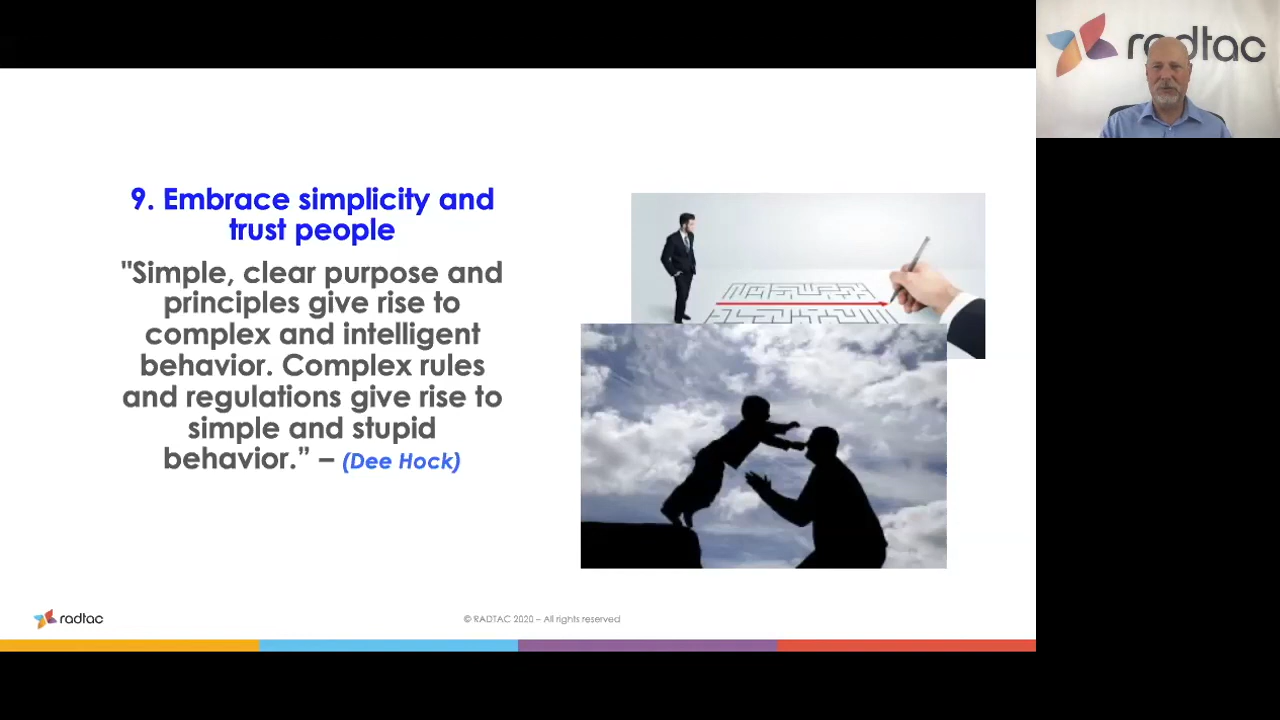 radtac
9. Embrace simplicity and
trust people
"Simple, clear purpose and
principles give rise to
complex and intelligent
behavior. Complex rules
and regulations give rise to
simple and stupid
behavior.” – (Dee Hock)
radtac
© RADTAC 2020 – All rights reserved